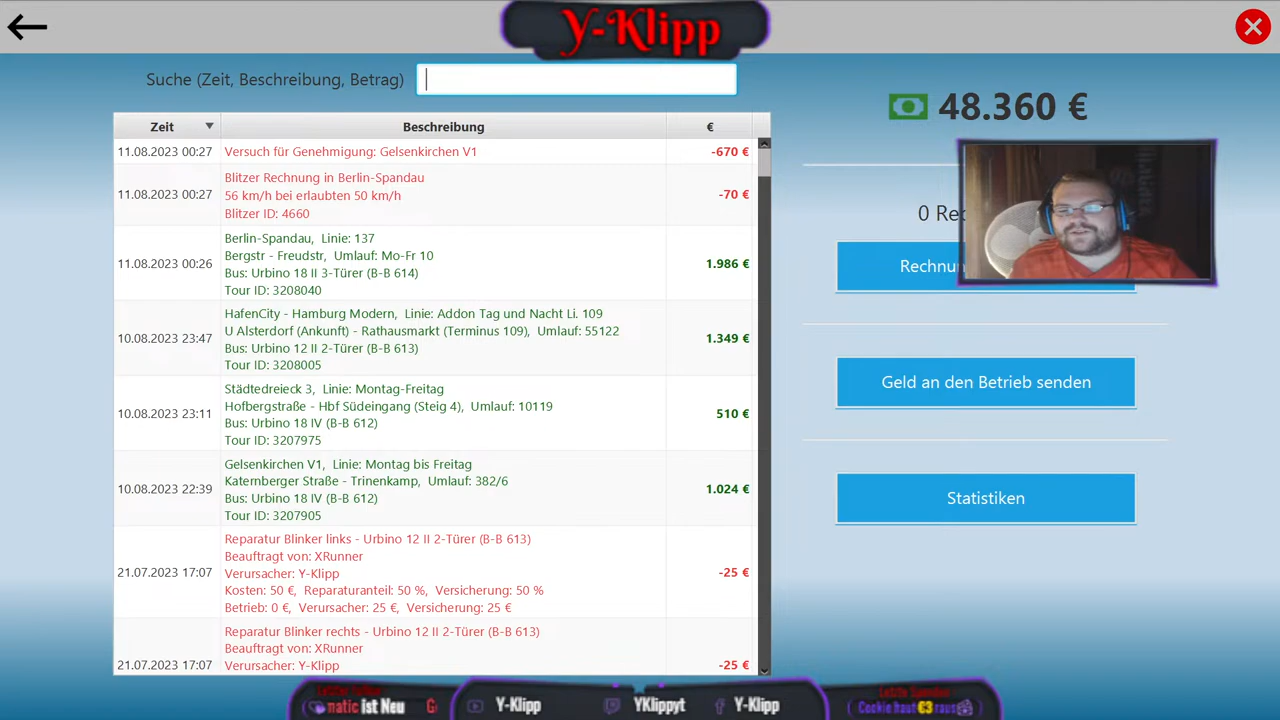 Y-Klipp
Suche (Zeit, Beschreibung, Betrag)
48.360 €
Zeit Beschreibung €
11.08.2023 00:27 Versuch für Genehmigung: Gelsenkirchen V1 -670 €
Blitzer Rechnung in Berlin-Spandau
11.08.2023 00:27 56 km/h bei erlaubten 50 km/h -70 €
Blitzer ID: 4660
Berlin-Spandau, Linie: 137
11.08.2023 00:26 Bergstr - Freudstr, Umlauf: Mo-Fr 10 1.986 €
Bus: Urbino 18 II 3-Türer (B-B 614)
Tour ID: 3208040
HafenCity - Hamburg Modern, Linie: Addon Tag und Nacht Li. 109
10.08.2023 23:47 U Alsterdorf (Ankunft) - Rathausmarkt (Terminus 109), Umlauf: 55122 1.349 €
Bus: Urbino 12 II 2-Türer (B-B 613)
Tour ID: 3208005
Städtedreieck 3, Linie: Montag-Freitag
10.08.2023 23:11 Hofbergstraße - Hbf Südeingang (Steig 4), Umlauf: 10119 510 €
Bus: Urbino 18 IV (B-B 612)
Tour ID: 3207975
Gelsenkirchen V1, Linie: Montag bis Freitag
10.08.2023 22:39 Katernberger Straße - Trinenkamp, Umlauf: 382/6 1.024 €
Bus: Urbino 18 IV (B-B 612)
Tour ID: 3207905
Reparatur Blinker links - Urbino 12 II 2-Türer (B-B 613)
Beauftragt von: XRunner
21.07.2023 17:07 Verursacher: Y-Klipp -25 €
Kosten: 50 €, Reparaturanteil: 50 %, Versicherung: 50 %
Betrieb: 0 €, Verursacher: 25 €, Versicherung: 25 €
Reparatur Blinker rechts - Urbino 12 II 2-Türer (B-B 613)
Beauftragt von: XRunner
21.07.2023 17:07 Verursacher: Y-Klipp -25 €
0
Geld an den Betrieb senden
Statistiken
matic ist Neu G
Y-Klipp
YKlippyt
Y-Klipp
Letzte Spenden
Cookie haut €3 raus